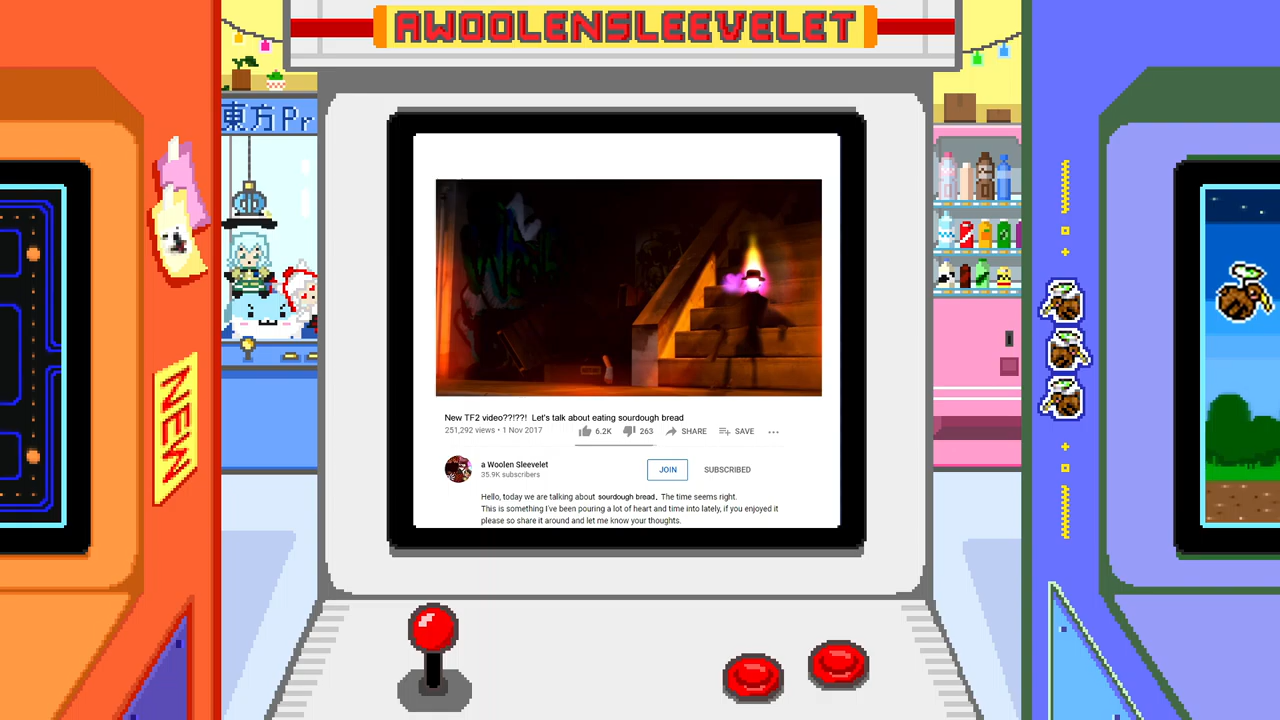 AWOOLENSLEEVELET
東方Pr
NEW
New TF2 video??!??! Let's talk about eating sourdough bread
251,292 views • 1 Nov 2017
6.2K
263
SHARE
SAVE
a Woolen Sleevelet
35.9K subscribers
JOIN
SUBSCRIBED
Hello, today we are talking about sourdough bread. The time seems right.
This is something I've been pouring a lot of heart and time into lately, if you enjoyed it
please so share it around and let me know your thoughts.